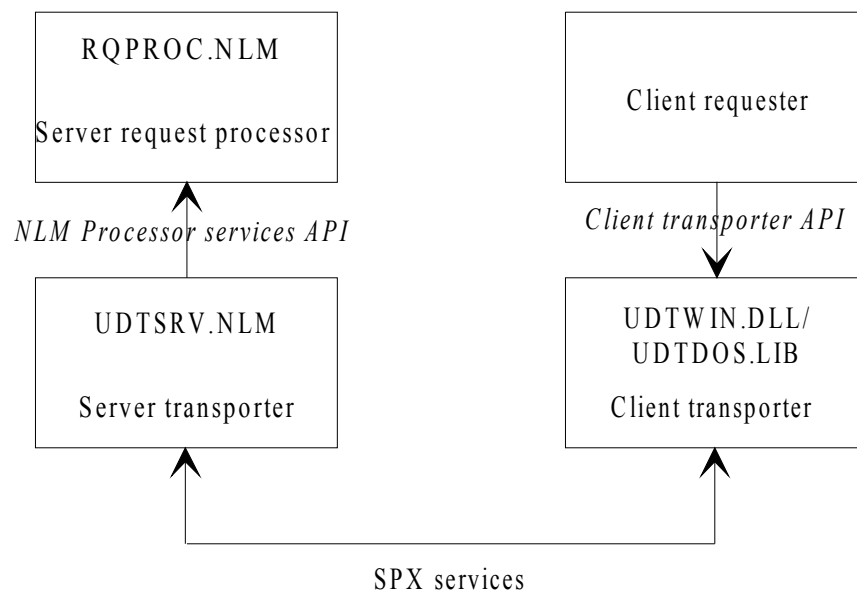 RQPROC.NLM
Server request processor
Client requester
NLM Processor services API
Client transporter API
UDTSRV.NLM
Server transporter
UDTWIN.DLL/
UDTDOS.LIB
Client transporter
SPX services